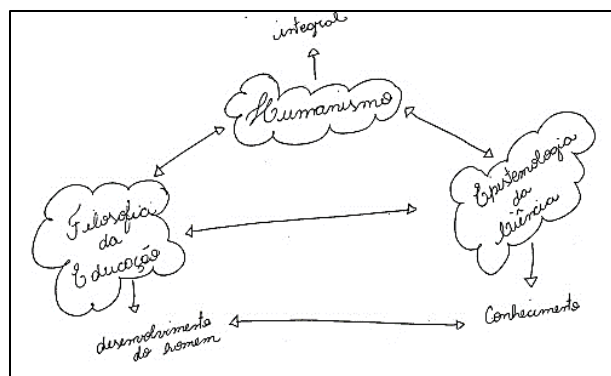 integral
Humanismo
Filosofia
da
Educação
Epistemologia
da
Ciência
desenvolvimento
do homem
Conhecimento